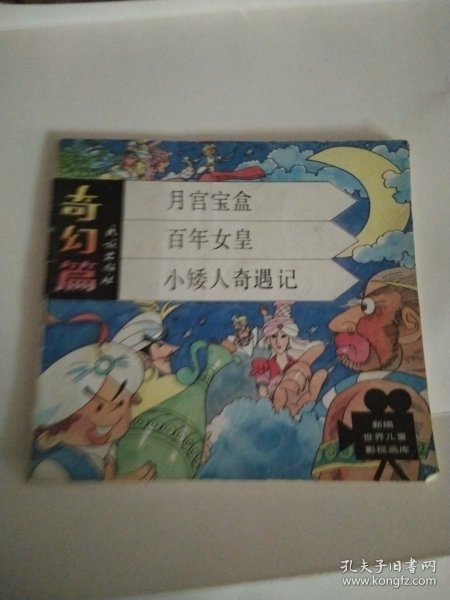 奇幻篇
月宫宝盒
百年女皇
小矮人奇遇记
新编
世界儿童
影视画库
孔夫子旧书网
www.kongfz.com